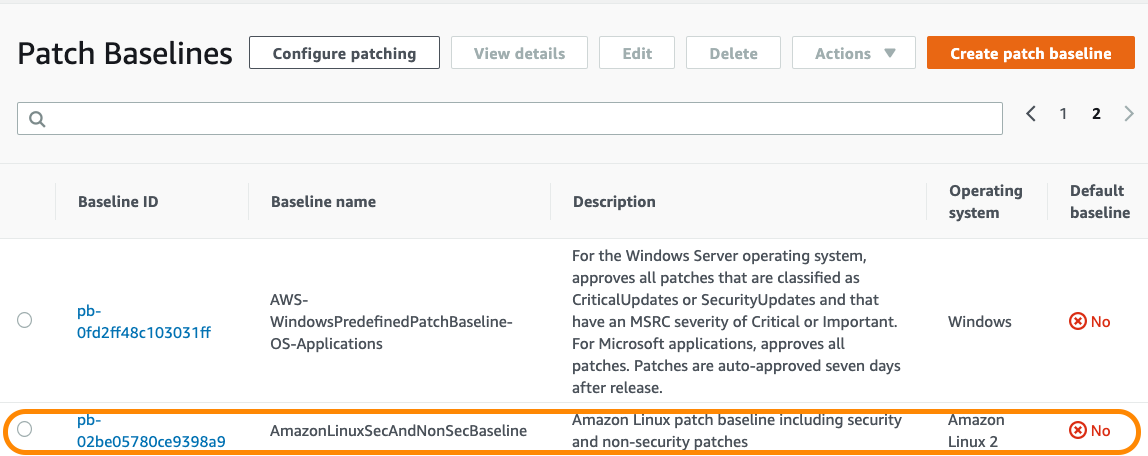 Patch Baselines
Configure patching
View details
Edit
Delete
Actions
Create patch baseline
1
2
Baseline ID
Baseline name
Description
Operating
system
Default
baseline
pb-
0fd2ff48c103031ff
AWS-
WindowsPredefinedPatchBaseline-
OS-Applications
For the Windows Server operating system,
approves all patches that are classified as
CriticalUpdates or SecurityUpdates and that
have an MSRC severity of Critical or Important.
For Microsoft applications, approves all
patches. Patches are auto-approved seven days
after release.
Windows
No
pb-
02be05780ce9398a9
AmazonLinuxSecAndNonSecBaseline
Amazon Linux patch baseline including security
and non-security patches
Amazon
Linux 2
No